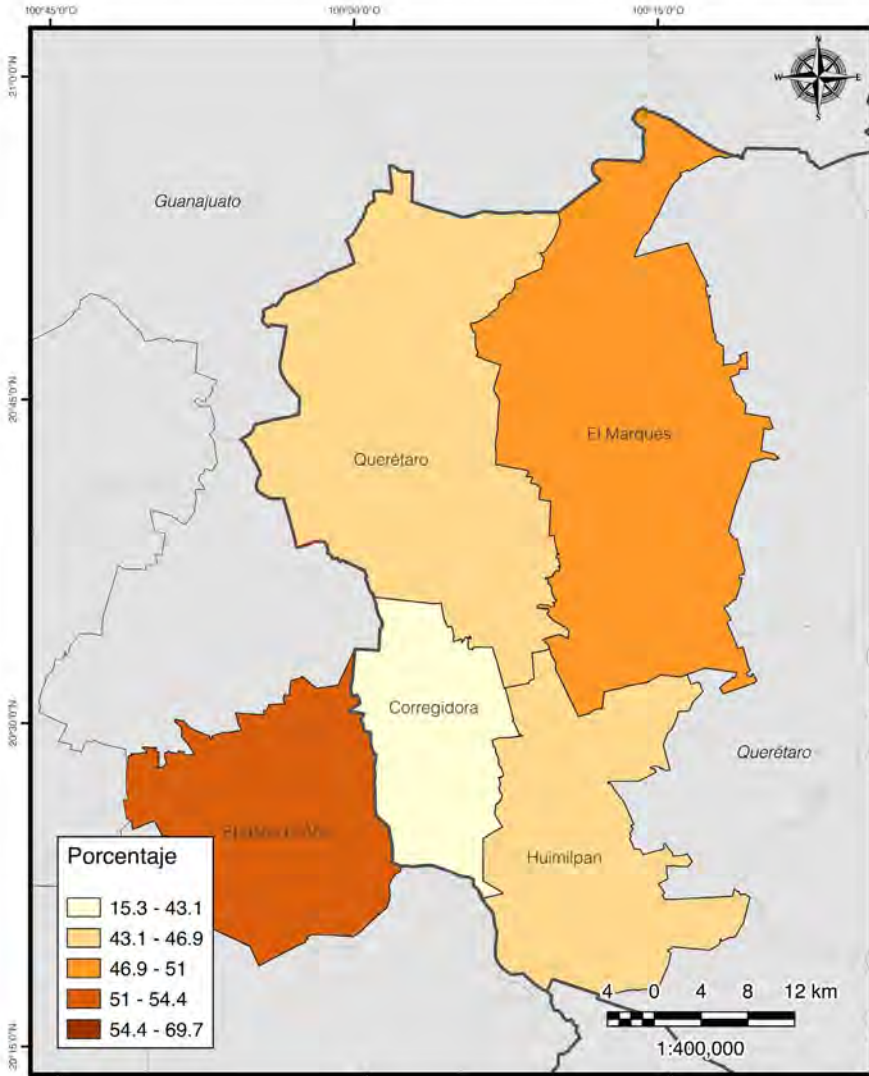 100°45'0"O
100°30'0"O
100°15'0"O
N
W
E
S
21°0'0"N
Guanajuato
20°45'0"N
El Marqués
Querétaro
20°30'0"N
Corregidora
Querétaro
Huimilpan
Porcentaje
15.3 - 43.1
43.1 - 46.9
46.9 - 51
51 - 54.4
54.4 - 69.7
4 0 4 8 12 km
1:400,000
20°15'0"N